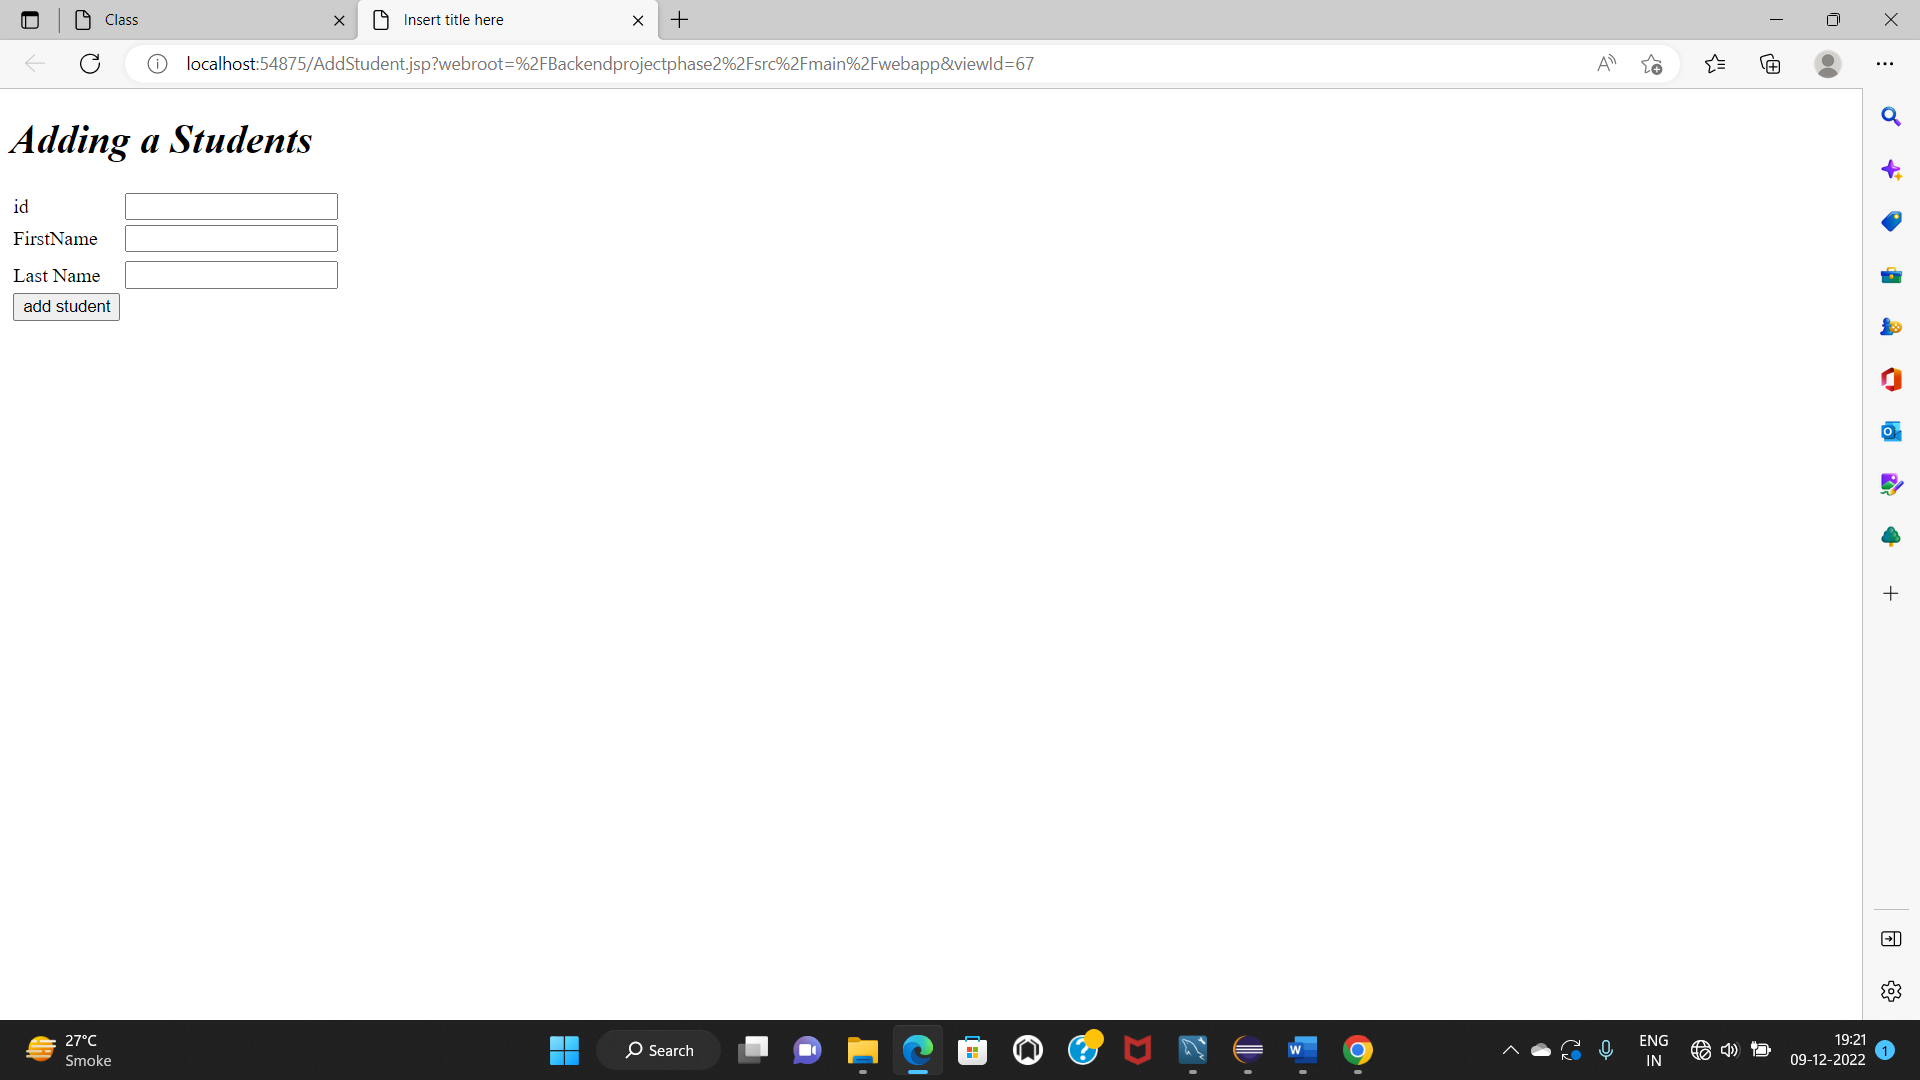 Class
Insert title here
localhost:54875/AddStudent.jsp?webroot=%2FBackendprojectphase2%2Fsrc%2Fmain%2Fwebapp&viewId=67
Adding a Students
id
FirstName
Last Name
add student
27°C
Smoke
Search
ENG
IN
19:21
09-12-2022
1